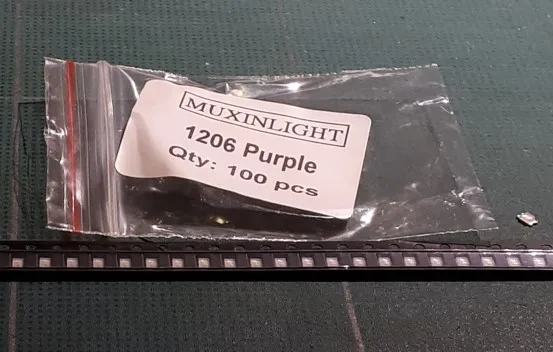 MUXINLIGHT
1206 Purple
Qty: 100 pcs